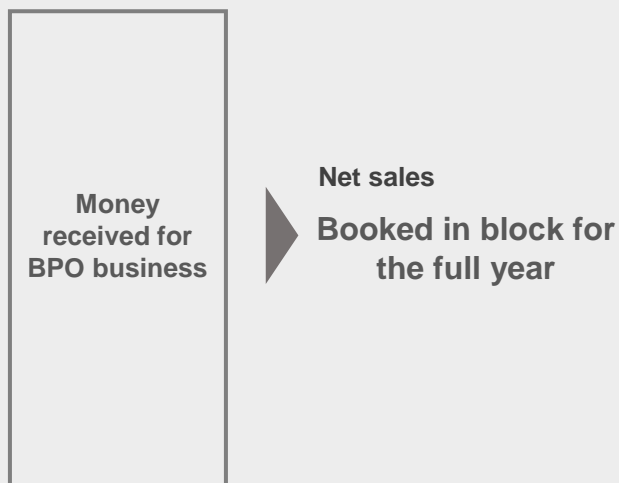 Money
received for
BPO business
Net sales
Booked in block for
the full year